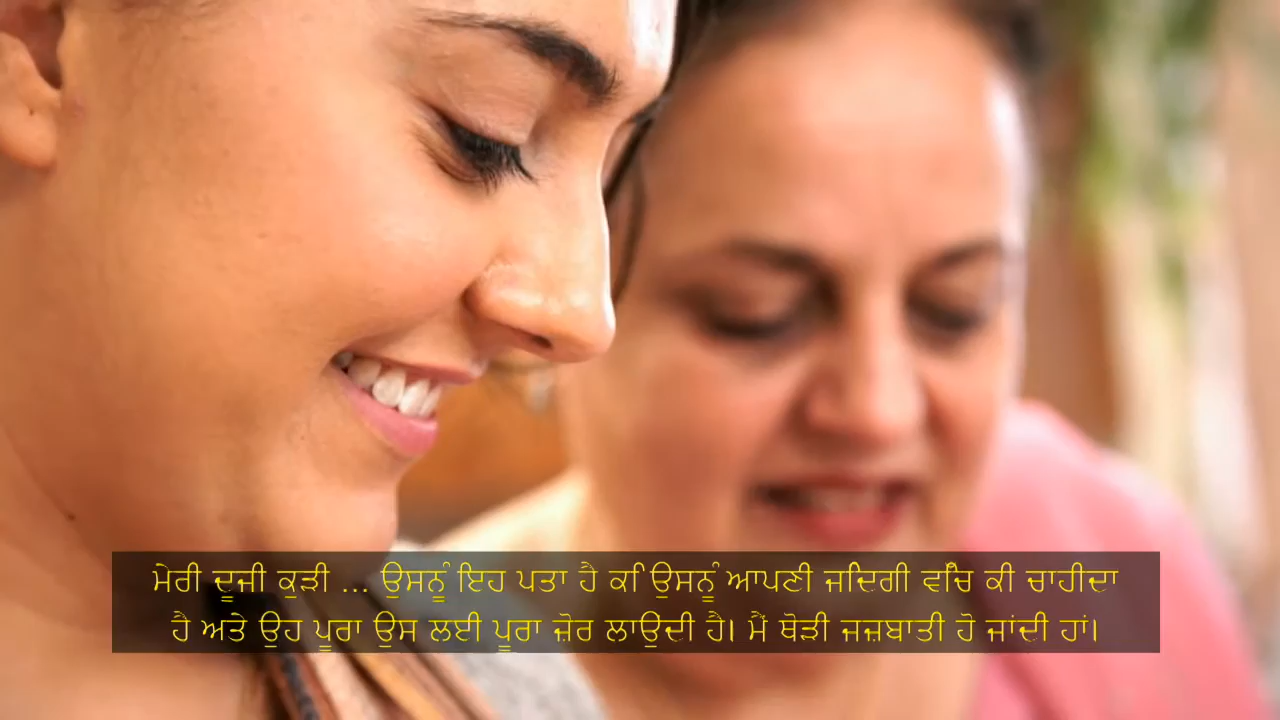 ਮੇਰੀ ਦੂਜੀ ਕੁੜੀ ... ਉਸਨੂੰ ਇਹ ਪਤਾ ਹੈ ਕਿ ਉਸਨੂੰ ਆਪਣੀ ਜਿੰਦਗੀ ਵਿੱਚ ਕੀ ਚਾਹੀਦਾ
ਹੈ ਅਤੇ ਉਹ ਪੂਰਾ ਉਸ ਲਈ ਪੂਰਾ ਜ਼ੋਰ ਲਾਉਂਦੀ ਹੈ। ਮੈਂ ਥੋੜੀ ਜਜ਼ਬਾਤੀ ਹੋ ਜਾਂਦੀ ਹਾਂ।